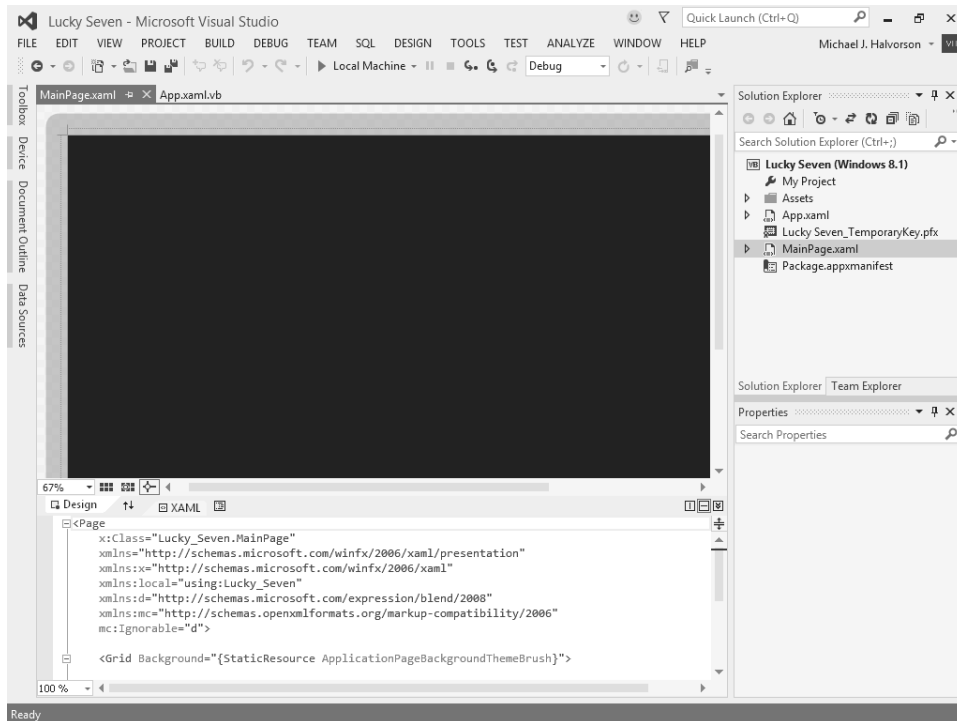 Lucky Seven - Microsoft Visual Studio
Quick Launch (Ctrl+Q)
FILE EDIT VIEW PROJECT BUILD DEBUG TEAM SQL DESIGN TOOLS TEST ANALYZE WINDOW HELP
Michael J. Halvorson
Local Machine
Debug
Toolbox
Device
Document Outline
Data Sources
MainPage.xaml
App.xaml.vb
67%
Design
XAML
<Page
x:Class="Lucky_Seven.MainPage"
xmlns="http://schemas.microsoft.com/winfx/2006/xaml/presentation"
xmlns:x="http://schemas.microsoft.com/winfx/2006/xaml"
xmlns:local="using:Lucky_Seven"
xmlns:d="http://schemas.microsoft.com/expression/blend/2008"
xmlns:mc="http://schemas.openxmlformats.org/markup-compatibility/2006"
mc:Ignorable="d">
<Grid Background="{StaticResource ApplicationPageBackgroundThemeBrush}">
100 %
Solution Explorer
Search Solution Explorer (Ctrl+;)
VB Lucky Seven (Windows 8.1)
My Project
Assets
App.xaml
Lucky Seven_TemporaryKey.pfx
MainPage.xaml
Package.appxmanifest
Solution Explorer Team Explorer
Properties
Search Properties
Ready